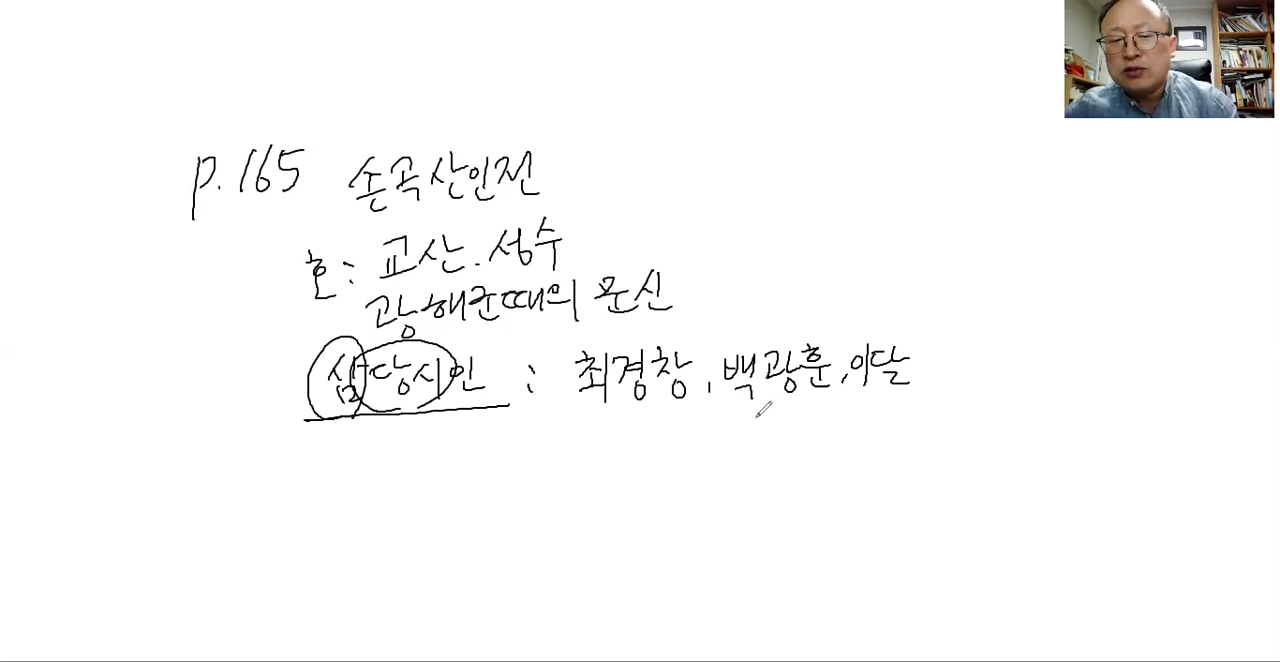 p.165 손곡산인전
호: 교산. 성수
광해군때의 문신
삼당시인 : 최경창, 백광훈, 이달